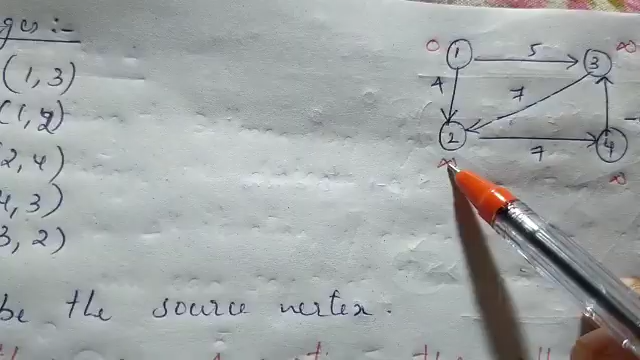 ges :-
(1,3)
(1,2)
2,4)
4,3)
3,2)
0 1 5 3 ∞
4 7
2 7 4
∞ ∞
be the source vertex.